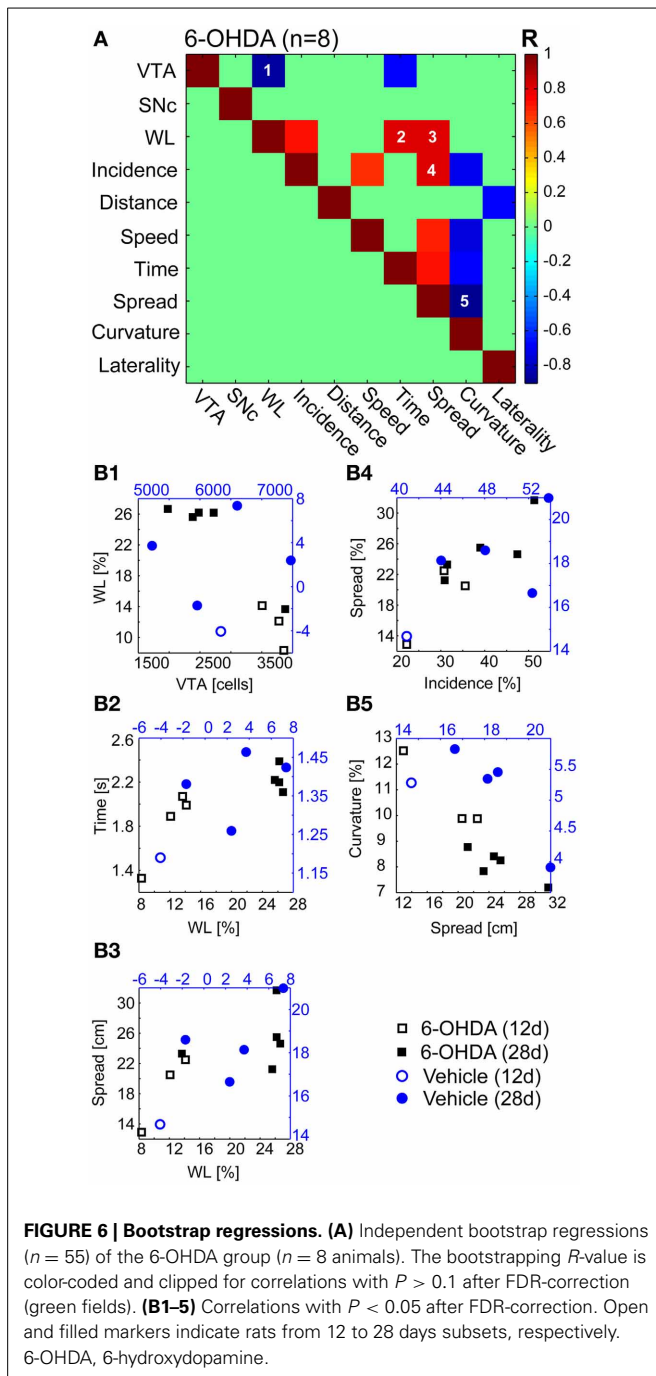 A 6-OHDA (n=8) R
VTA
SNc
WL
Incidence
Distance
Speed
Time
Spread
Curvature
Laterality
1
2 3
4
5
1
0.8
0.6
0.4
0.2
0
-0.2
-0.4
-0.6
-0.8
VTA SNc WL Incidence Distance Speed Time Spread Curvature Laterality
B1
5000 6000 7000
WL [%]
26
22
18
14
10
8
4
0
-4
1500 2500 3500
VTA [cells]
B4
40 44 48 52
Spread [%]
30
26
22
18
14
21
20
18
16
14
20 30 40 50
Incidence [%]
B2
-6 -4 -2 0 2 4 6 8
Time [s]
2.6
2.2
1.8
1.4
1.45
1.35
1.25
1.15
8 12 16 20 24 28
WL [%]
B5
14 16 18 20
Curvature [%]
13
12
11
10
9
8
7
5.5
5
4.5
4
12 16 20 24 28 32
Spread [cm]
B3
-6 -4 -2 0 2 4 6 8
Spread [cm]
30
26
22
18
14
20
18
16
14
8 12 16 20 24 28
WL [%]
6-OHDA (12d)
6-OHDA (28d)
Vehicle (12d)
Vehicle (28d)
FIGURE 6 | Bootstrap regressions. (A) Independent bootstrap regressions
(n = 55) of the 6-OHDA group (n = 8 animals). The bootstrapping R-value is
color-coded and clipped for correlations with P > 0.1 after FDR-correction
(green fields). (B1–5) Correlations with P < 0.05 after FDR-correction. Open
and filled markers indicate rats from 12 to 28 days subsets, respectively.
6-OHDA, 6-hydroxydopamine.